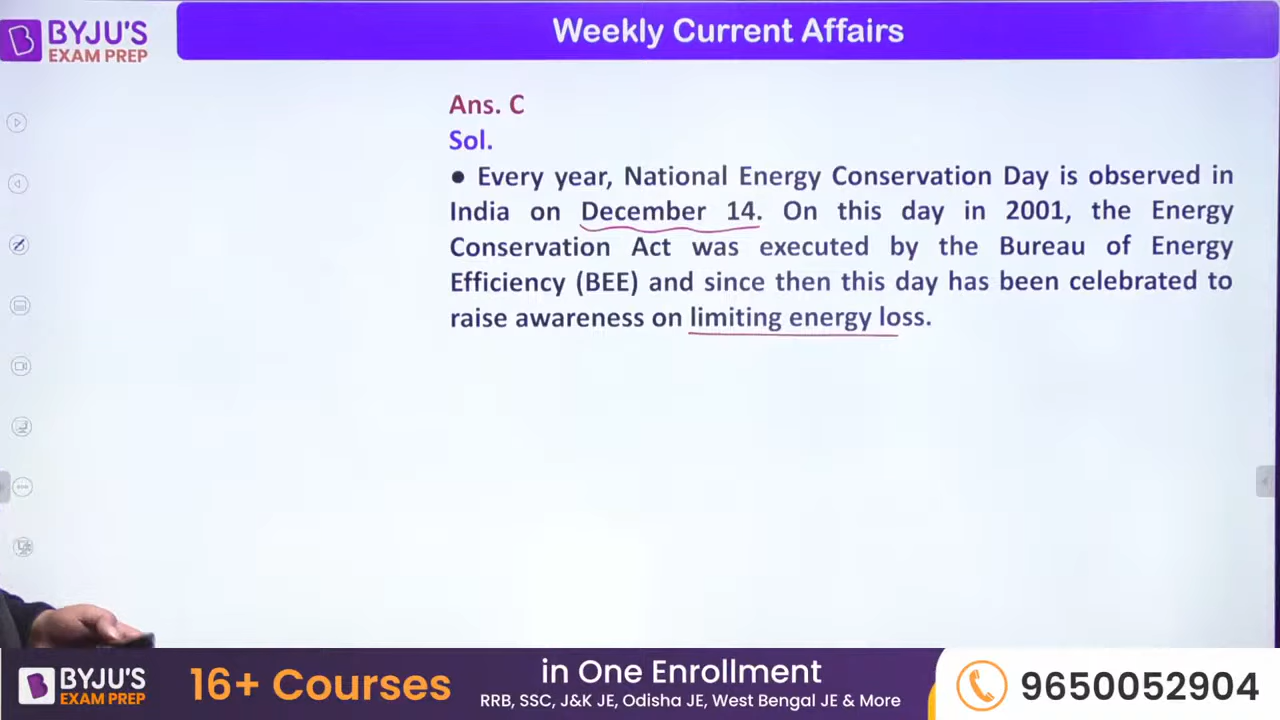 BYJU'S
EXAM PREP
Weekly Current Affairs
Ans. C
Sol.
● Every year, National Energy Conservation Day is observed in
India on December 14. On this day in 2001, the Energy
Conservation Act was executed by the Bureau of Energy
Efficiency (BEE) and since then this day has been celebrated to
raise awareness on limiting energy loss.
BYJU'S
EXAM PREP
16+ Courses
in One Enrollment
RRB, SSC, J&K JE, Odisha JE, West Bengal JE & More
9650052904